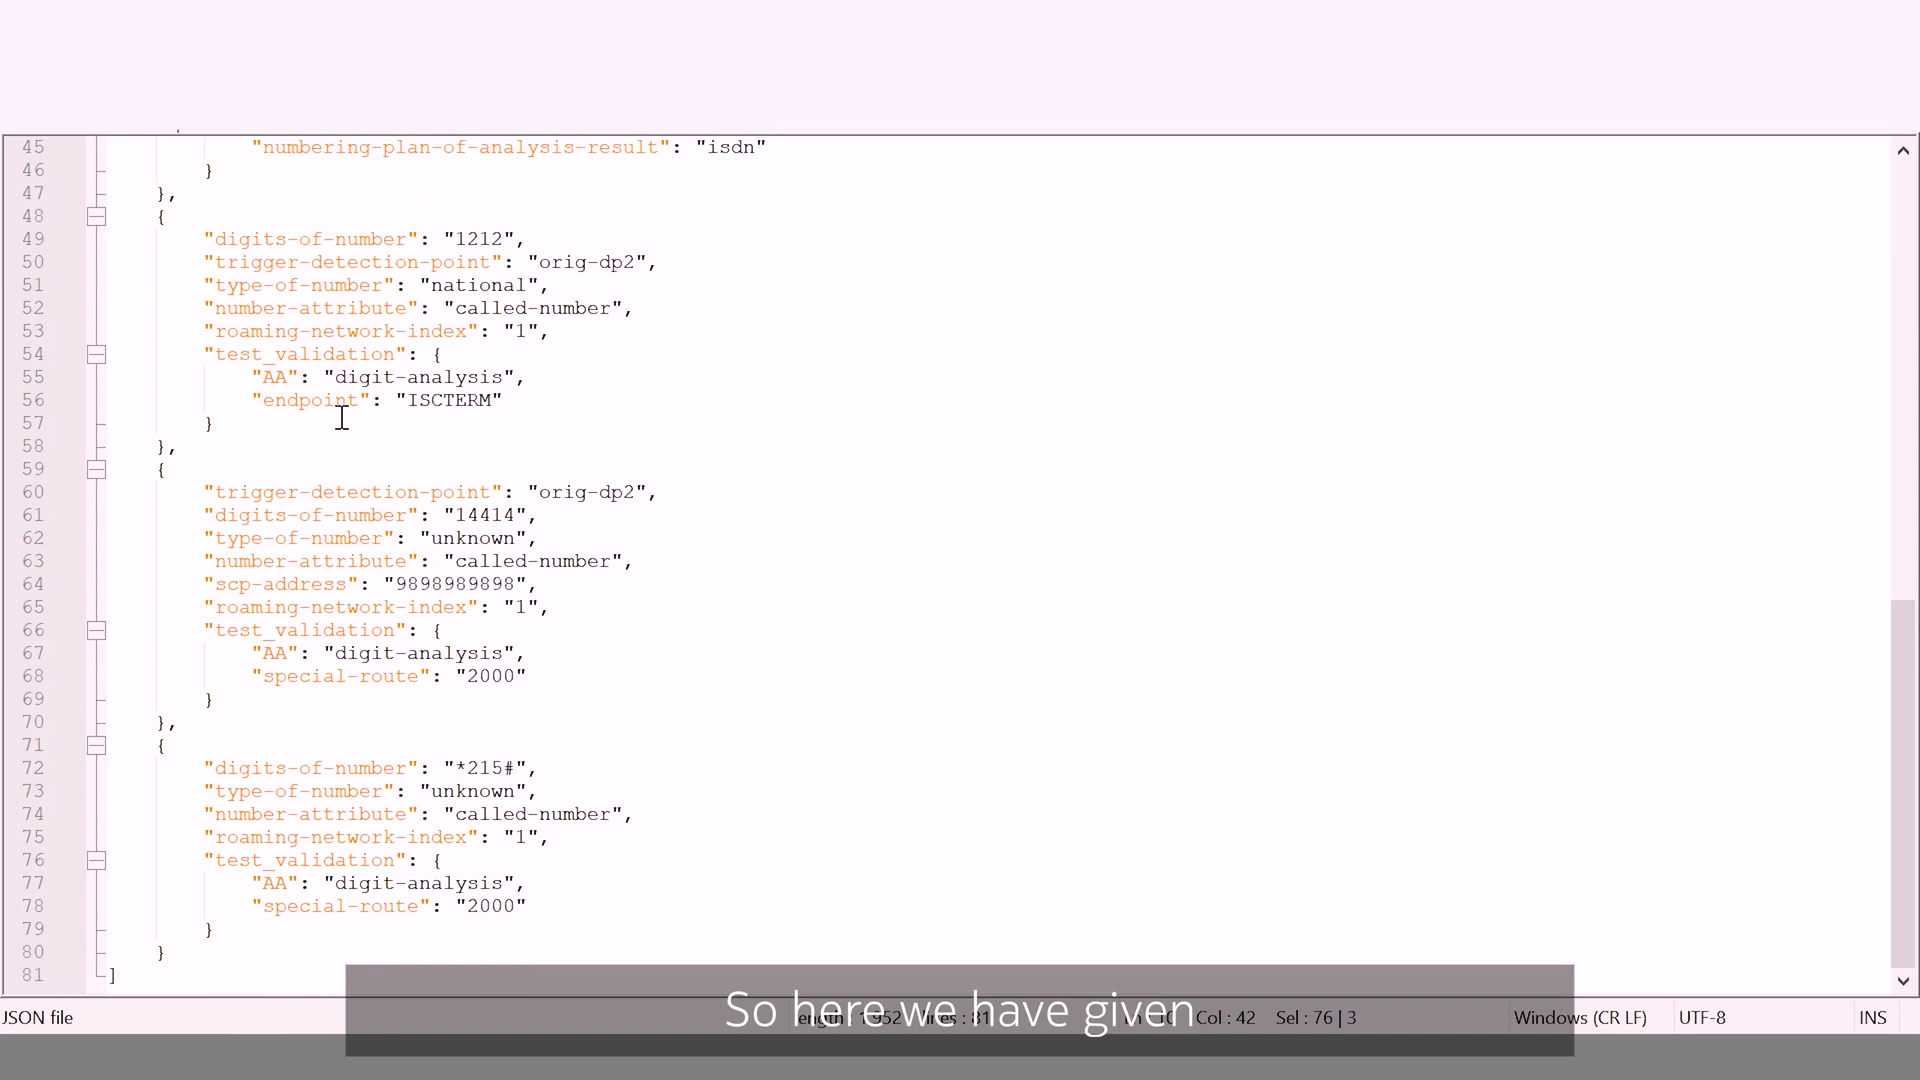 45 "numbering-plan-of-analysis-result": "isdn"
46 }
47 },
48 {
49 "digits-of-number": "1212",
50 "trigger-detection-point": "orig-dp2",
51 "type-of-number": "national",
52 "number-attribute": "called-number",
53 "roaming-network-index": "1",
54 "test_validation": {
55 "AA": "digit-analysis",
56 "endpoint": "ISCTERM"
57 }
58 },
59 {
60 "trigger-detection-point": "orig-dp2",
61 "digits-of-number": "14414",
62 "type-of-number": "unknown",
63 "number-attribute": "called-number",
64 "scp-address": "9898989898",
65 "roaming-network-index": "1",
66 "test_validation": {
67 "AA": "digit-analysis",
68 "special-route": "2000"
69 }
70 },
71 {
72 "digits-of-number": "*215#",
73 "type-of-number": "unknown",
74 "number-attribute": "called-number",
75 "roaming-network-index": "1",
76 "test_validation": {
77 "AA": "digit-analysis",
78 "special-route": "2000"
79 }
80 }
81 ]
So here we have given
JSON file Col : 42 Sel : 76 | 3 Windows (CR LF) UTF-8 INS